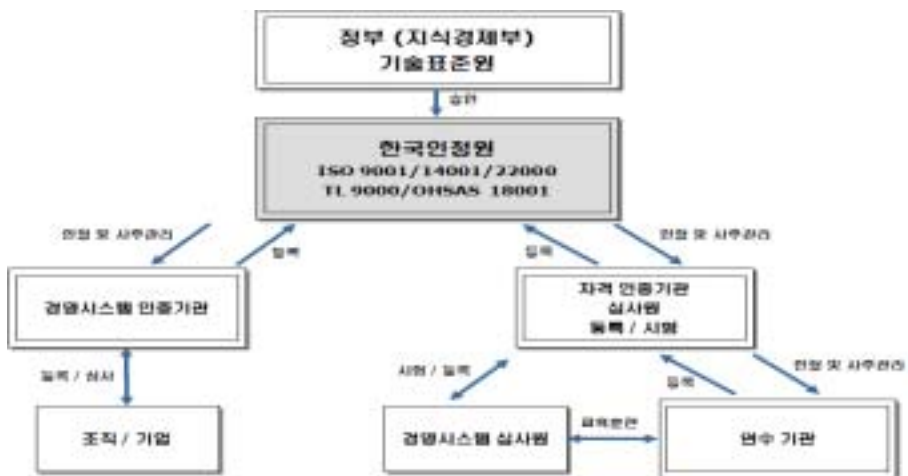 정부 (지식경제부)
기술표준원
승인
한국인정원
ISO 9001/14001/22000
TL 9000/OHSAS 18001
인정 및 사후관리
등록
등록
인정 및 사후관리
경영시스템 인증기관
자격 인증기관
심사원
등록 / 시험
등록 / 심사
시험 / 등록
등록
인정 및 사후관리
조직 / 기업
경영시스템 심사원
교육훈련
연수 기관